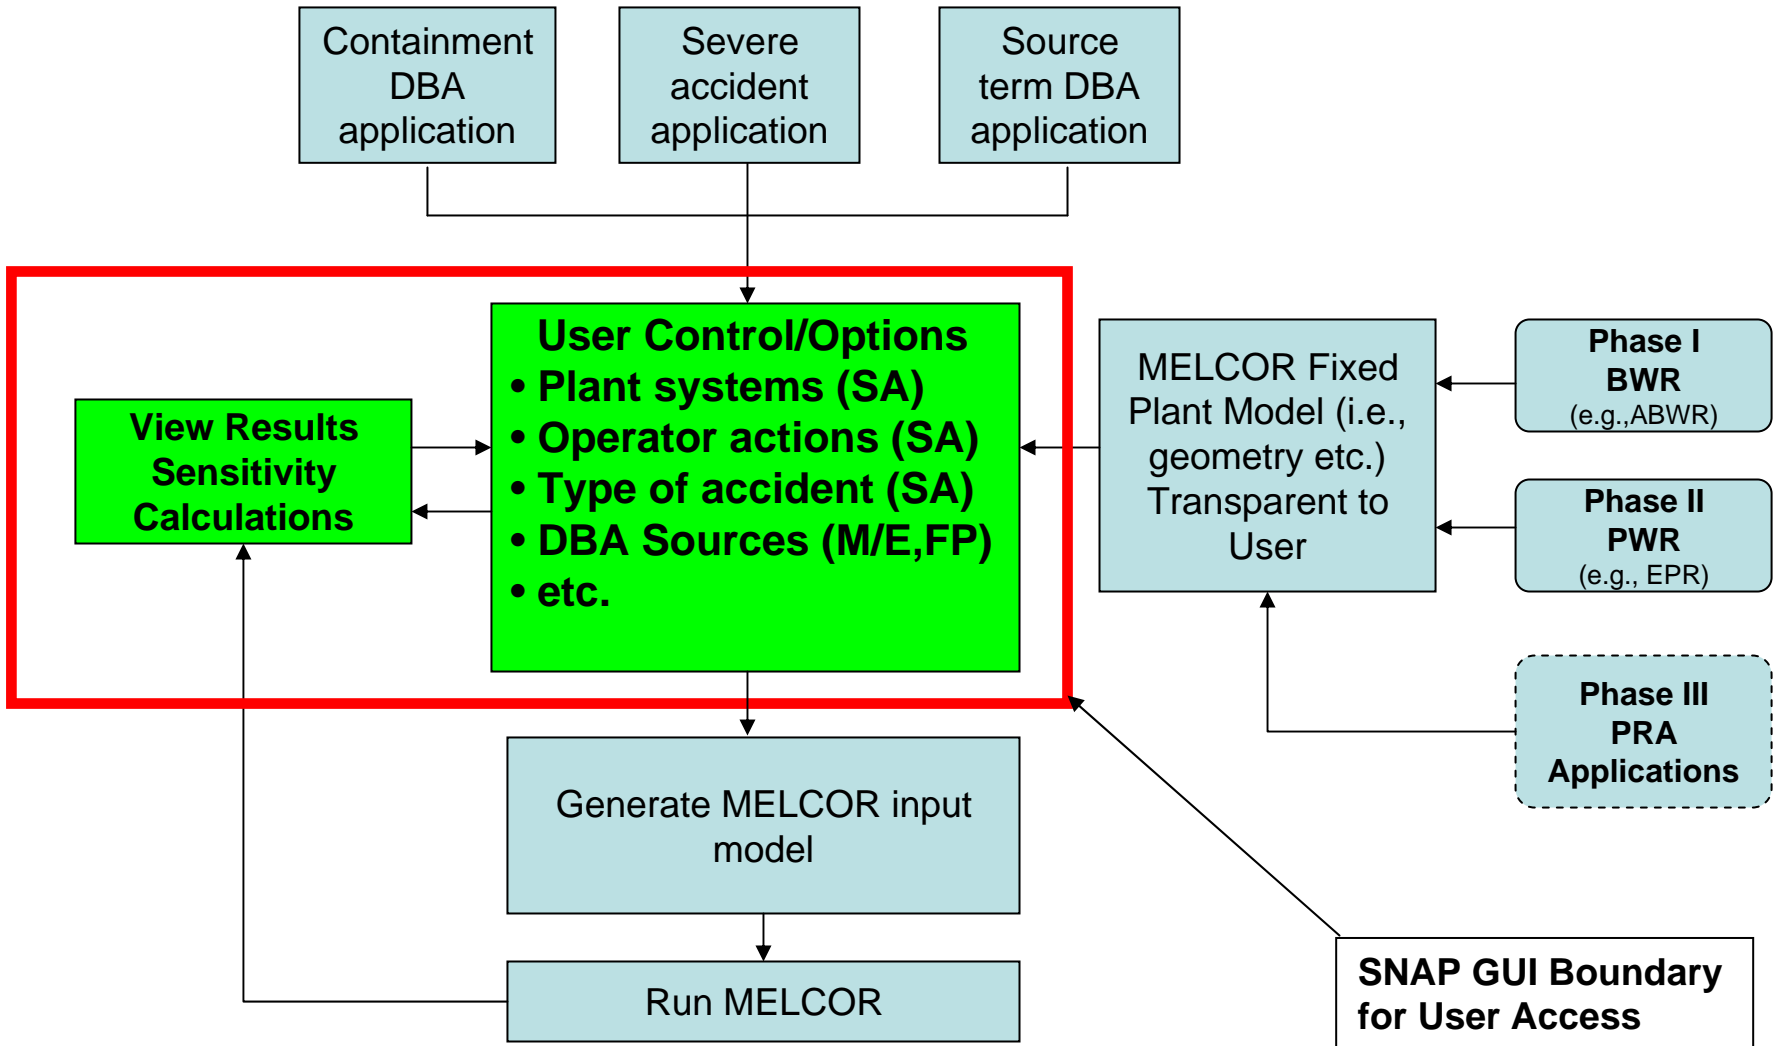 Containment
DBA
application
Severe
accident
application
Source
term DBA
application
User Control/Options
• Plant systems (SA)
• Operator actions (SA)
• Type of accident (SA)
• DBA Sources (M/E,FP)
• etc.
View Results
Sensitivity
Calculations
MELCOR Fixed
Plant Model (i.e.,
geometry etc.)
Transparent to
User
Phase I
BWR
(e.g.,ABWR)
Phase II
PWR
(e.g., EPR)
Phase III
PRA
Applications
Generate MELCOR input
model
Run MELCOR
SNAP GUI Boundary
for User Access